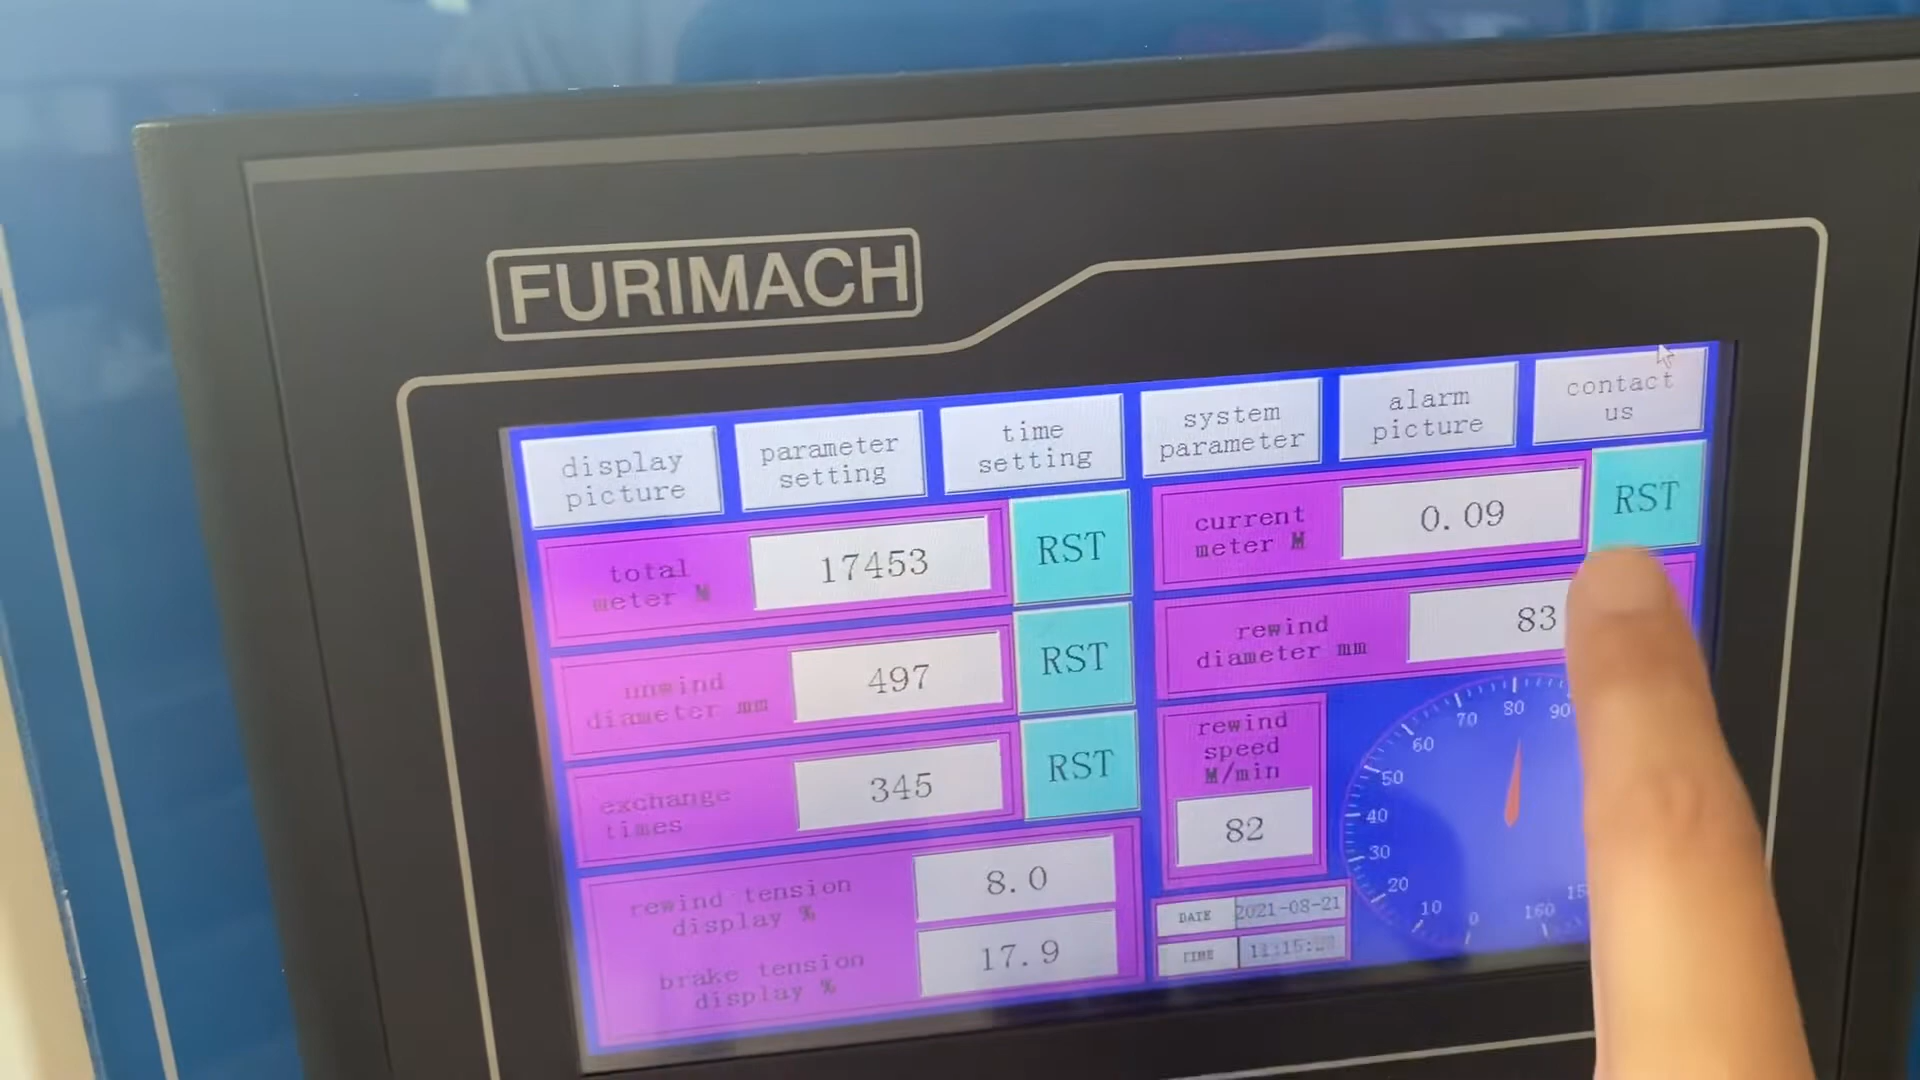 FURIMACH
display
picture
parameter
setting
time
setting
system
parameter
alarm
picture
contact
us
total
meter M
17453
RST
current
meter M
0.09
RST
unwind
diameter mm
497
RST
rewind
diameter mm
83
exchange
times
345
RST
rewind
speed
M/min
82
rewind tension
display %
8.0
brake tension
display %
17.9
DATE
2021-08-21
TIME
11:15:
50
60
70
80
90
40
30
20
10
0
160